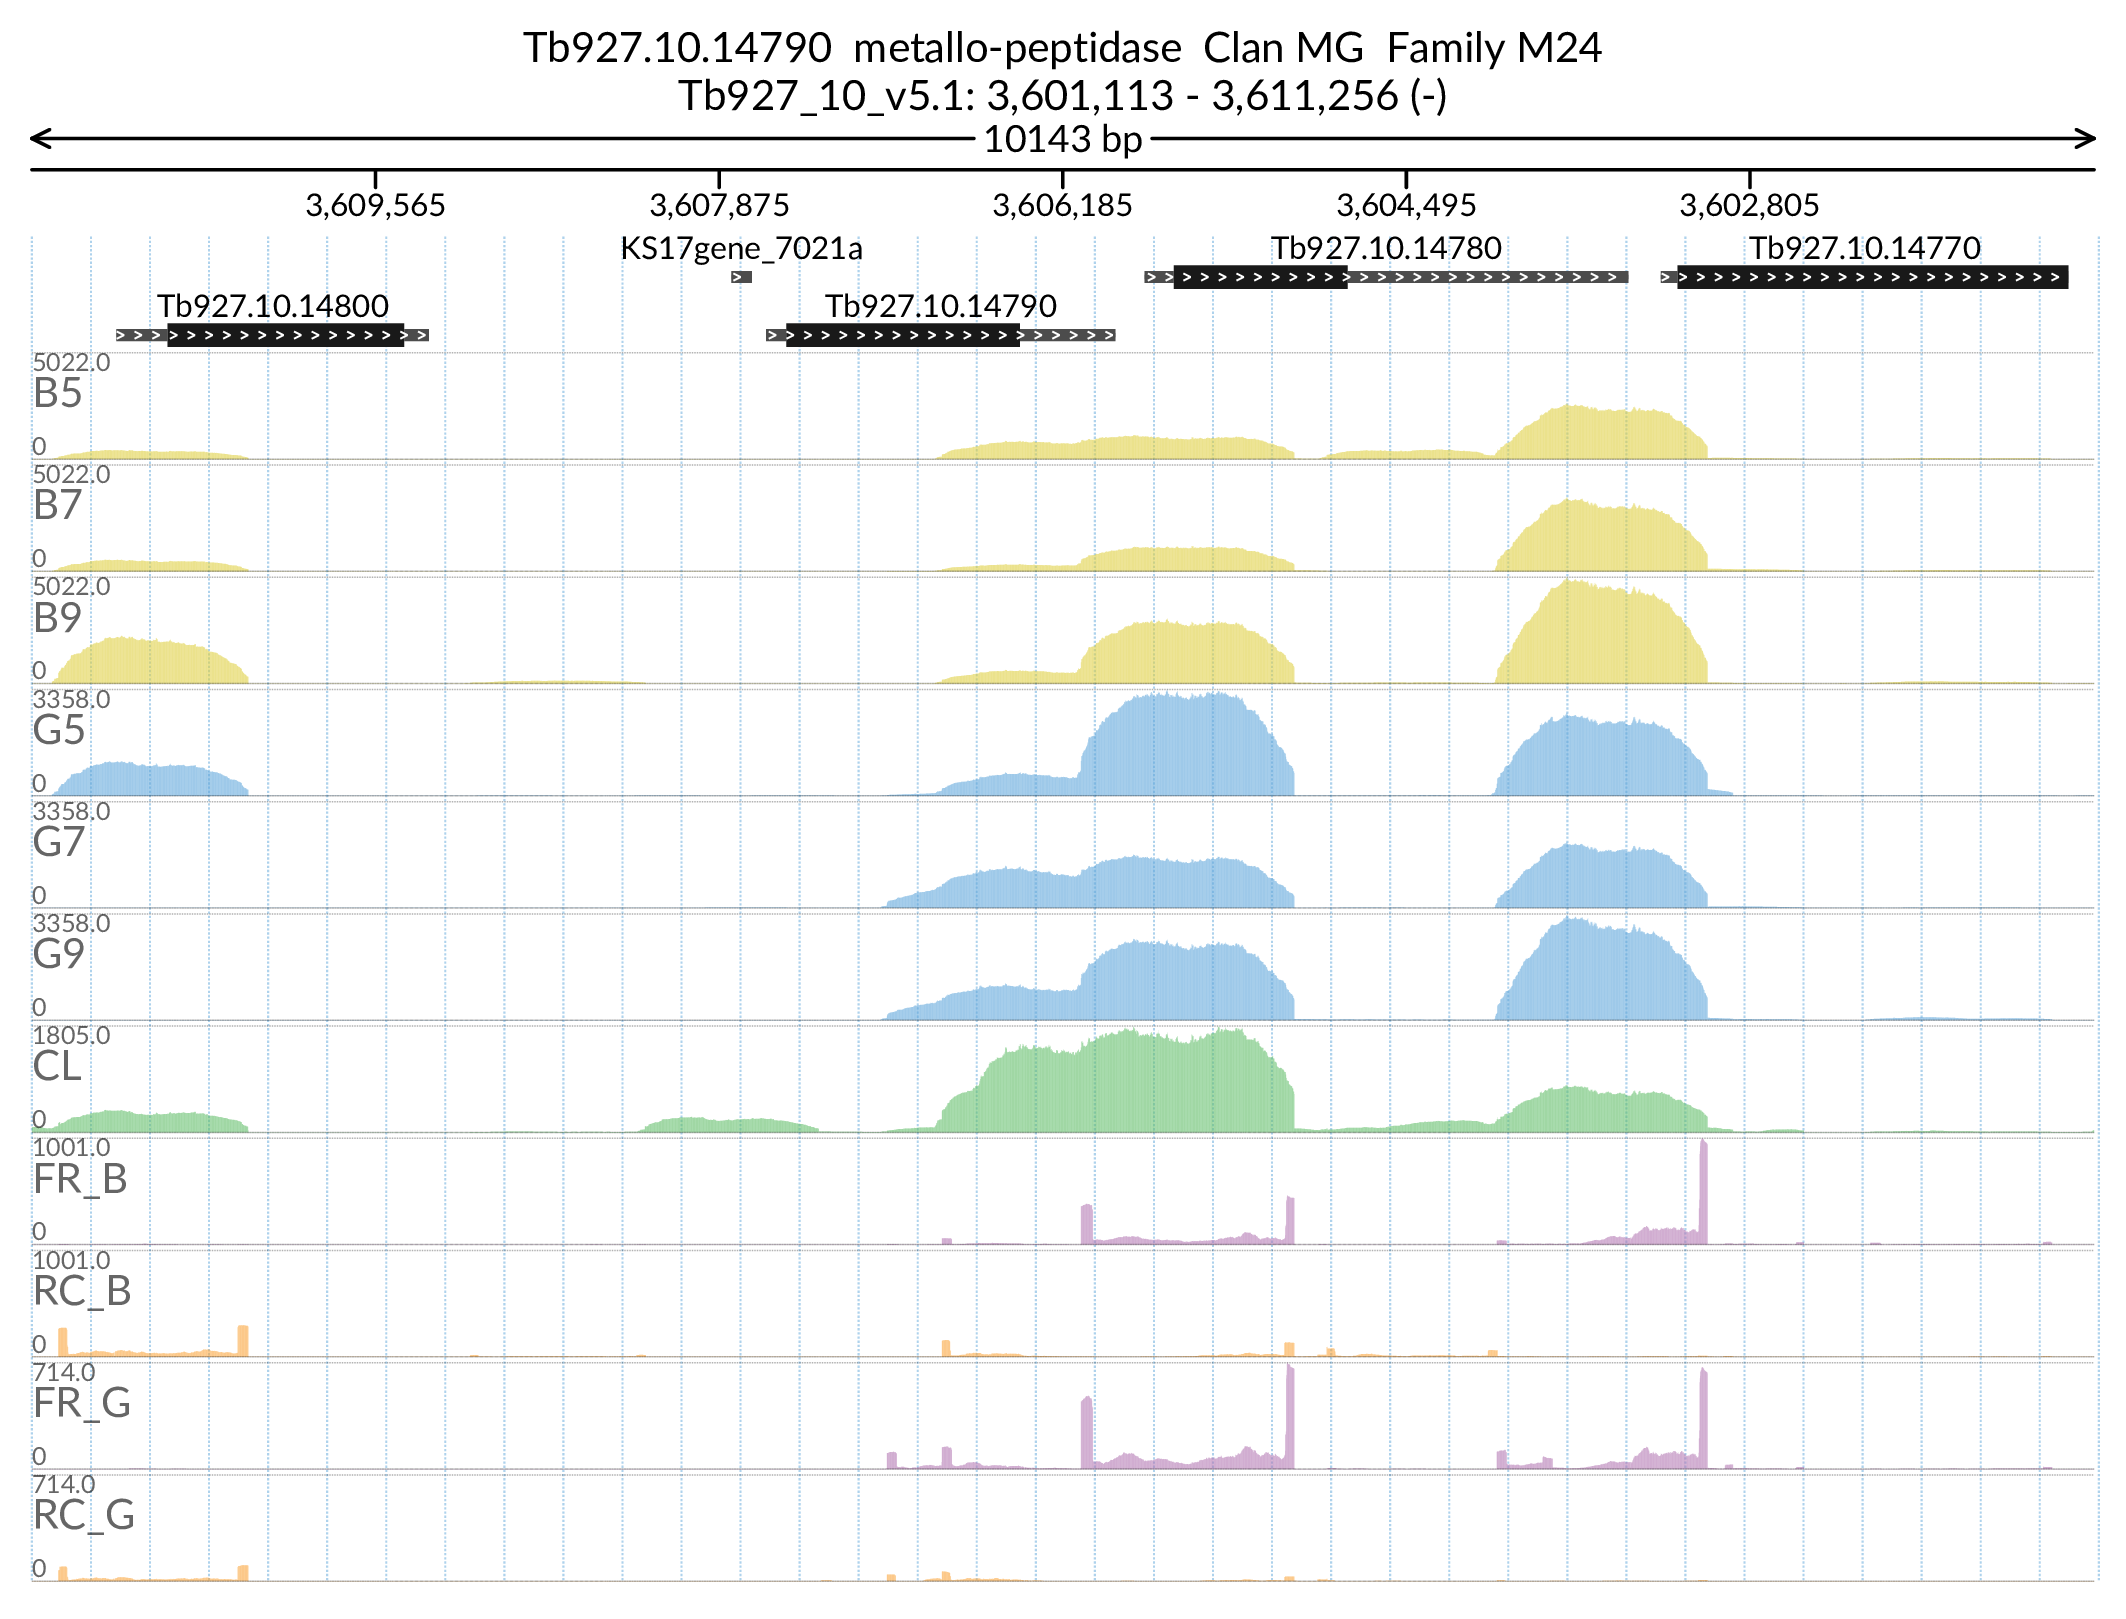 Tb927.10.14790 metallo-peptidase Clan MG Family M24
Tb927_10_v5.1: 3,601,113 - 3,611,256 (-)
10143 bp
3,609,565 3,607,875 3,606,185 3,604,495 3,602,805
KS17gene_7021a Tb927.10.14780 Tb927.10.14770
Tb927.10.14800 Tb927.10.14790
5022.0
B5
0
5022.0
B7
0
5022.0
B9
0
3358.0
G5
0
3358.0
G7
0
3358.0
G9
0
1805.0
CL
0
1001.0
FR_B
0
1001.0
RC_B
0
714.0
FR_G
0
714.0
RC_G
0